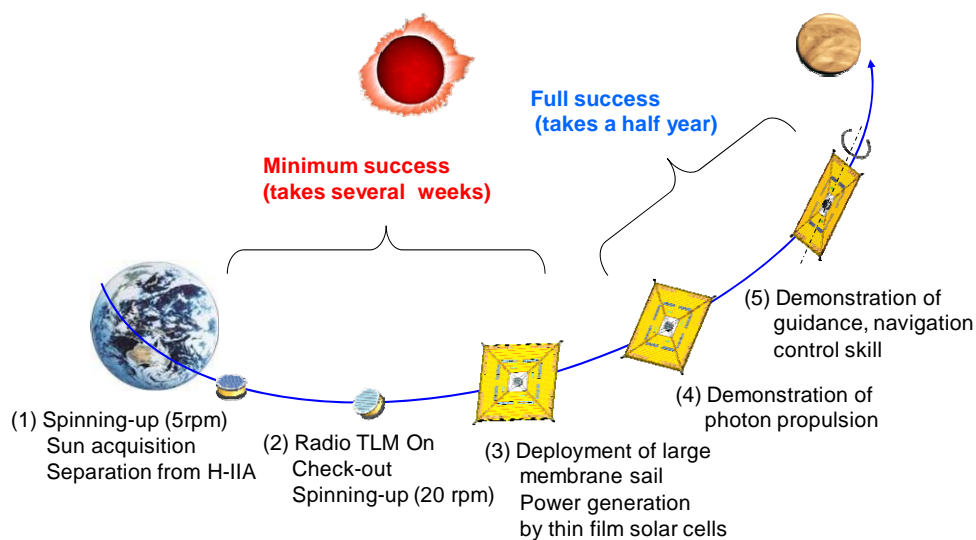 Full success
(takes a half year)
Minimum success
(takes several weeks)
(1) Spinning-up (5rpm)
Sun acquisition
Separation from H-IIA
(2) Radio TLM On
Check-out
Spinning-up (20 rpm)
(3) Deployment of large
membrane sail
Power generation
by thin film solar cells
(4) Demonstration of
photon propulsion
(5) Demonstration of
guidance, navigation
control skill